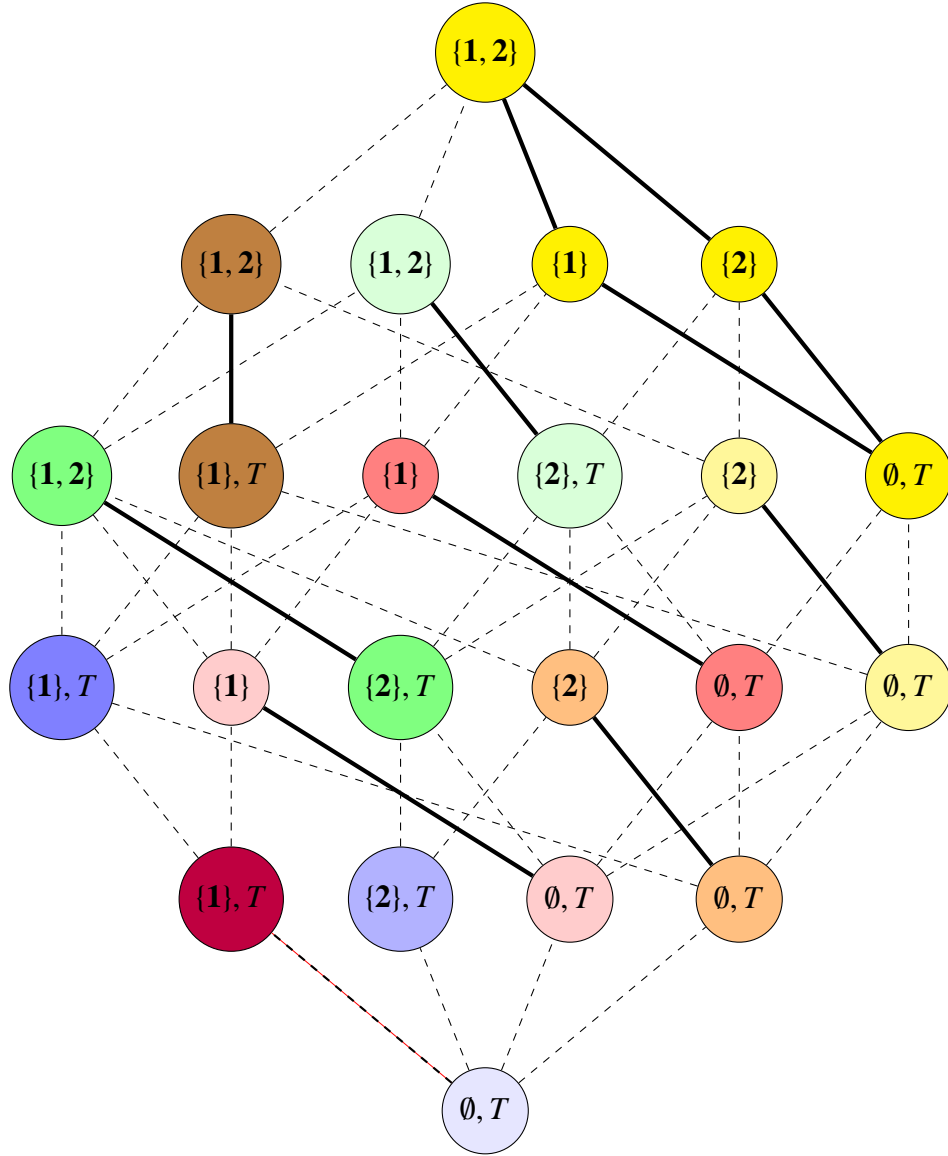 {1, 2}
{1, 2} {1, 2} {1} {2}
{1, 2} {1}, T {1} {2}, T {2} ∅, T
{1}, T {1} {2}, T {2} ∅, T ∅, T
{1}, T {2}, T ∅, T ∅, T
∅, T